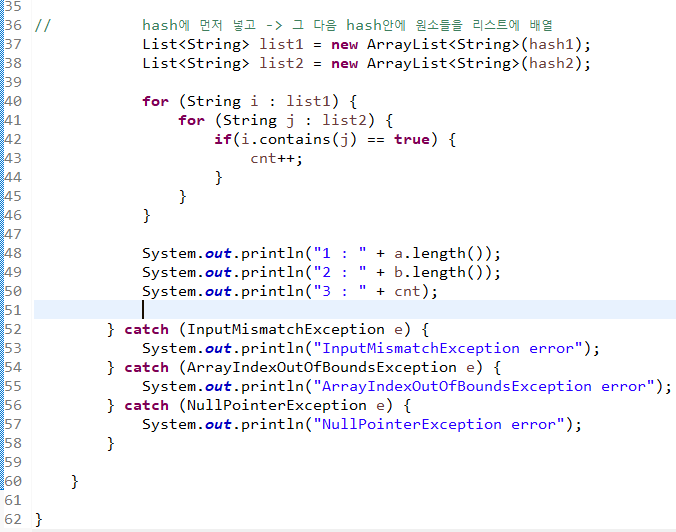 35
36 // hash에 먼저 넣고 -> 그 다음 hash안에 원소들을 리스트에 배열
37 List<String> list1 = new ArrayList<String>(hash1);
38 List<String> list2 = new ArrayList<String>(hash2);
39
40 for (String i : list1) {
41 for (String j : list2) {
42 if(i.contains(j) == true) {
43 cnt++;
44 }
45 }
46 }
47
48 System.out.println("1 : " + a.length());
49 System.out.println("2 : " + b.length());
50 System.out.println("3 : " + cnt);
51
52 } catch (InputMismatchException e) {
53 System.out.println("InputMismatchException error");
54 } catch (ArrayIndexOutOfBoundsException e) {
55 System.out.println("ArrayIndexOutOfBoundsException error");
56 } catch (NullPointerException e) {
57 System.out.println("NullPointerException error");
58 }
59
60 }
61
62 }